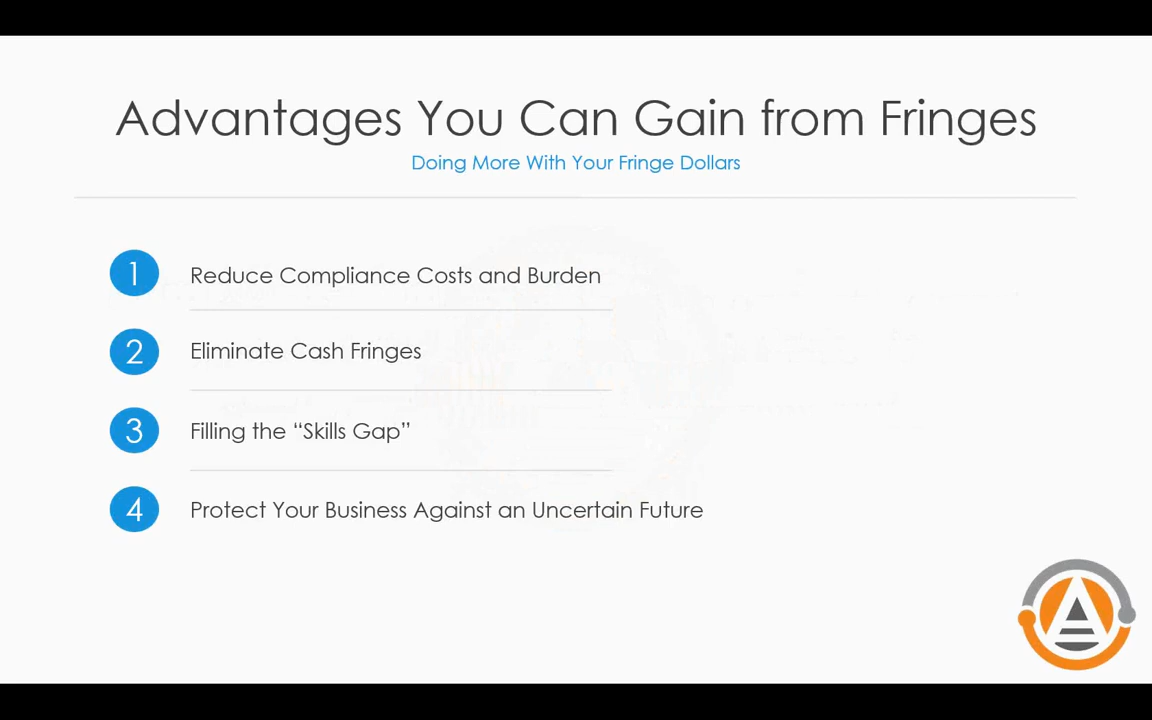 Advantages You Can Gain from Fringes
Doing More With Your Fringe Dollars
1 Reduce Compliance Costs and Burden
2 Eliminate Cash Fringes
3 Filling the “Skills Gap”
4 Protect Your Business Against an Uncertain Future